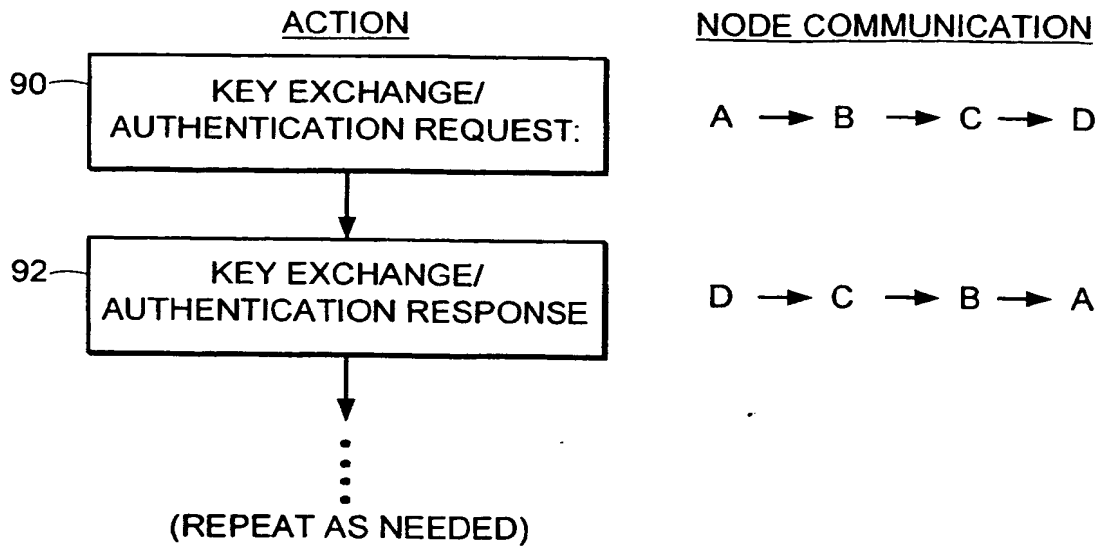 ACTION
NODE COMMUNICATION
90
KEY EXCHANGE/
AUTHENTICATION REQUEST:
A → B → C → D
92
KEY EXCHANGE/
AUTHENTICATION RESPONSE
D → C → B → A
(REPEAT AS NEEDED)